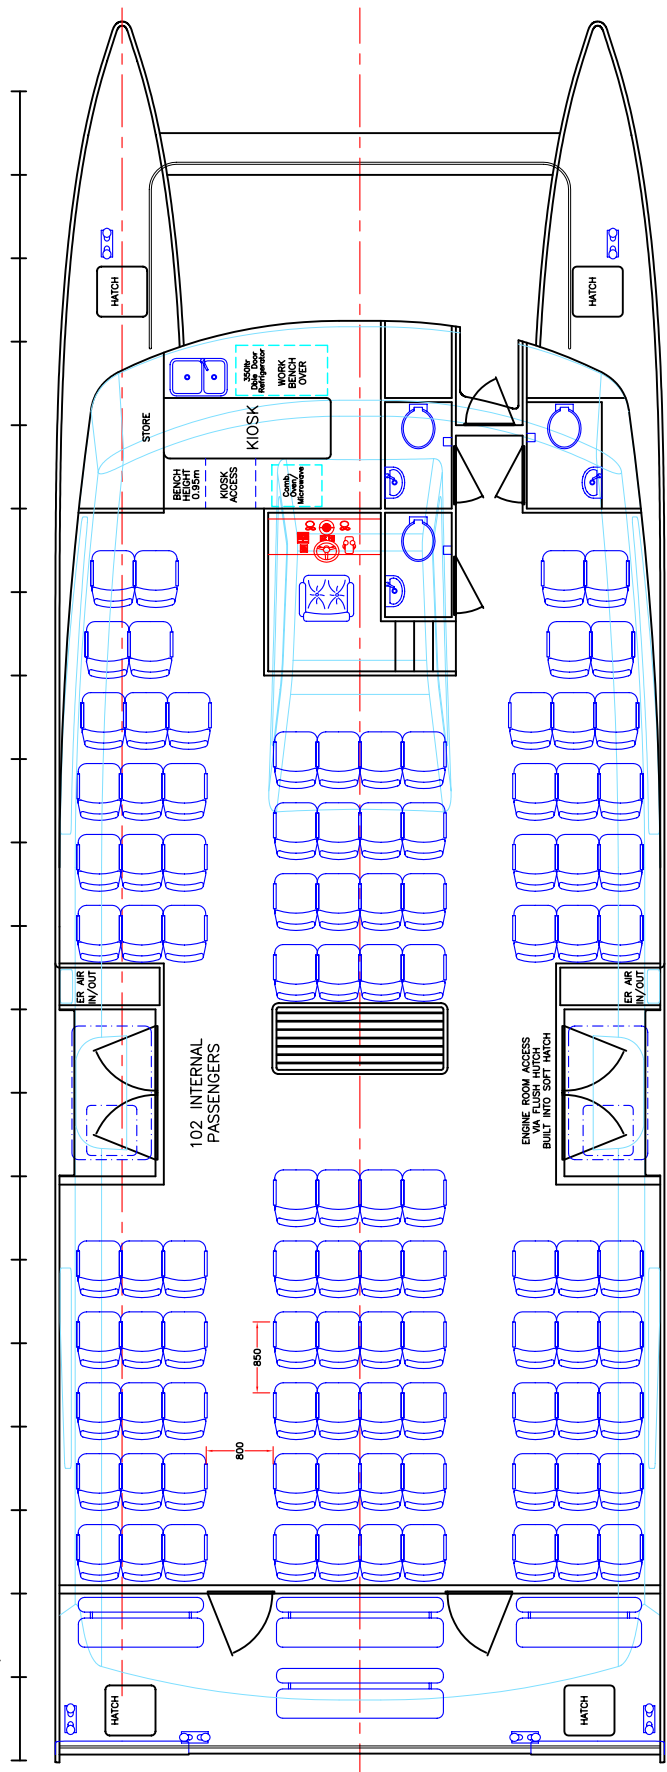 HATCH
HATCH
350ltr
Dble Door
Refrigerator
WORK
BENCH
OVER
STORE
KIOSK
BENCH
HEIGHT
0.95m
KIOSK
ACCESS
Comb
Oven/
Microwave
ER AIR
IN/OUT
ER AIR
IN/OUT
102 INTERNAL
PASSENGERS
ENGINE ROOM ACCESS
VIA FLUSH HUTCH
BUILT INTO SOFT HATCH
850
800
HATCH
HATCH